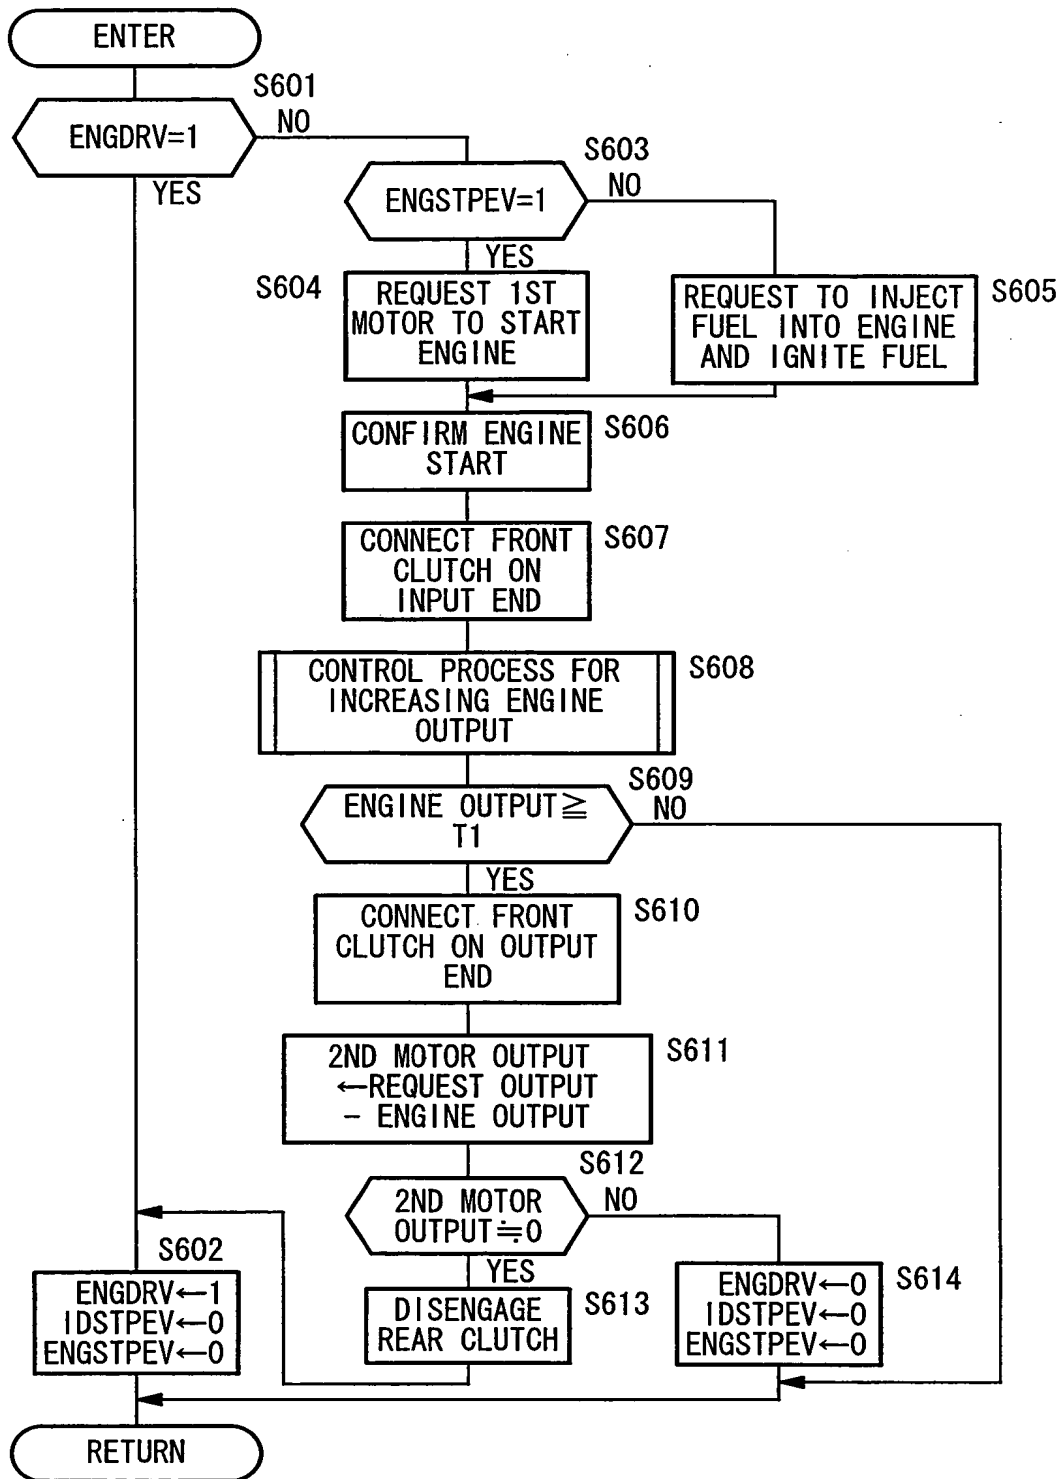 ENTER
S601
ENGDRV=1
NO
YES
S603
ENGSTPEV=1
NO
YES
S604
REQUEST 1ST
MOTOR TO START
ENGINE
REQUEST TO INJECT
FUEL INTO ENGINE
AND IGNITE FUEL
S605
CONFIRM ENGINE
START
S606
CONNECT FRONT
CLUTCH ON
INPUT END
S607
CONTROL PROCESS FOR
INCREASING ENGINE
OUTPUT
S608
S609
ENGINE OUTPUT≧
T1
NO
YES
CONNECT FRONT
CLUTCH ON OUTPUT
END
S610
2ND MOTOR OUTPUT
←REQUEST OUTPUT
- ENGINE OUTPUT
S611
S612
2ND MOTOR
OUTPUT≒0
NO
YES
S602
ENGDRV←1
IDSTPEV←0
ENGSTPEV←0
DISENGAGE
REAR CLUTCH
S613
ENGDRV←0
IDSTPEV←0
ENGSTPEV←0
S614
RETURN